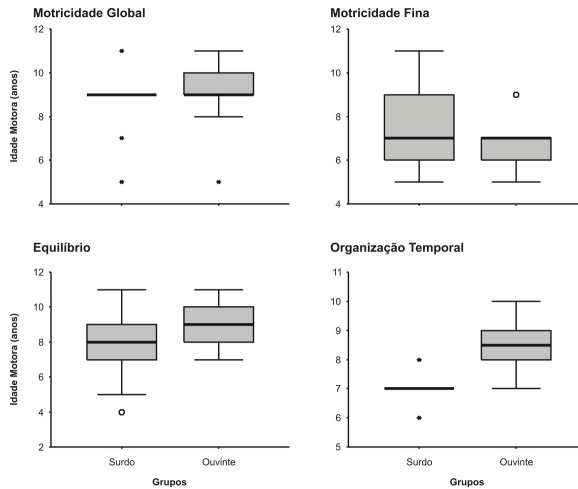 Motricidade Global
12
10
8
6
4
Idade Motora (anos)
Motricidade Fina
12
10
8
6
4
Equilíbrio
12
10
8
6
4
2
Idade Motora (anos)
Surdo Ouvinte
Grupos
Organização Temporal
11
10
9
8
7
6
5
Surdo Ouvinte
Grupos